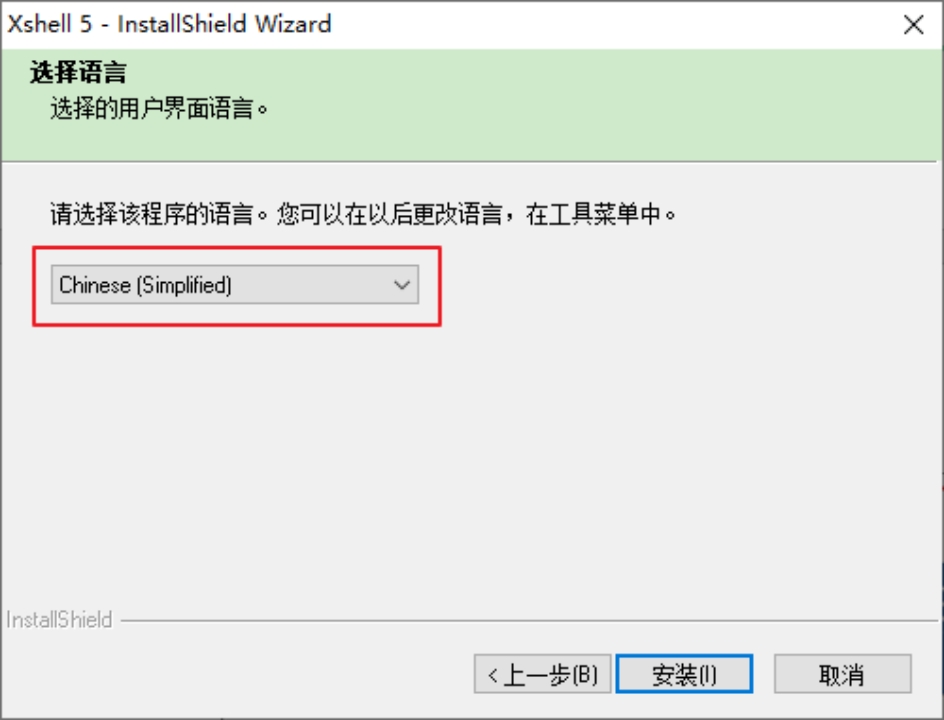 Xshell 5 - InstallShield Wizard
选择语言
选择的用户界面语言。
请选择该程序的语言。您可以在以后更改语言，在工具菜单中。
Chinese (Simplified)
InstallShield
< 上一步(B) 安装(I) 取消